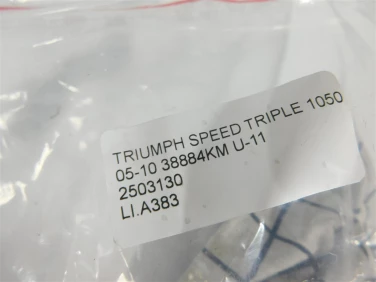 TRIUMPH SPEED TRIPLE 1050
05-10 38884KM U-11
2503130
LI.A383